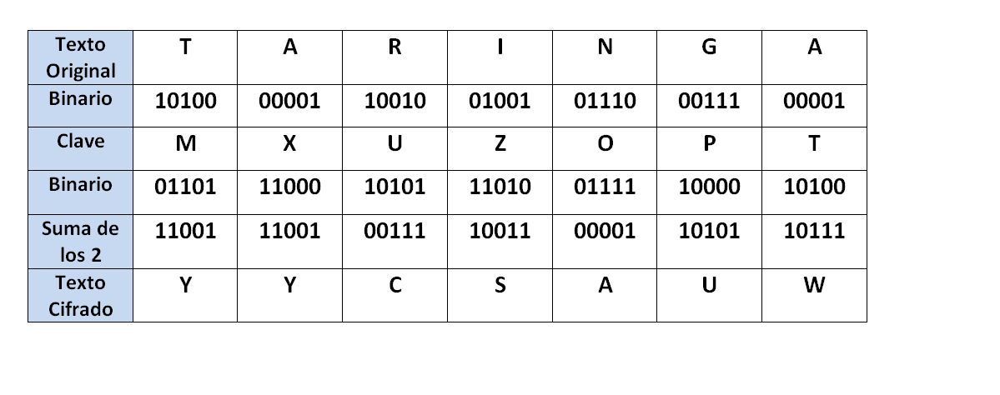 Texto Original T A R I N G A
Binario 10100 00001 10010 01001 01110 00111 00001
Clave M X U Z O P T
Binario 01101 11000 10101 11010 01111 10000 10100
Suma de los 2 11001 11001 00111 10011 00001 10101 10111
Texto Cifrado Y Y C S A U W